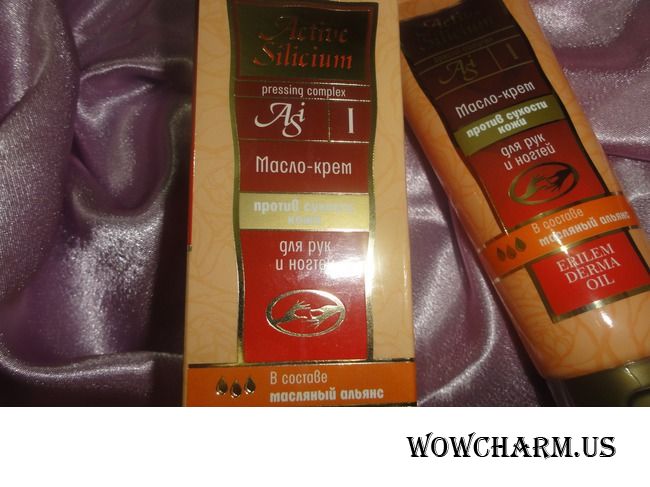 Active
Silicium
pressing complex
Asi I
Масло-крем
против сухости
кожи
для рук
и ногтей
В составе
масляный альянс
Active
Silicium
Asi I
Масло-крем
против сухости
кожи
для рук
и ногтей
В составе
масляный альянс
ERILEM
DERMA
OIL
WOWCHARM.US